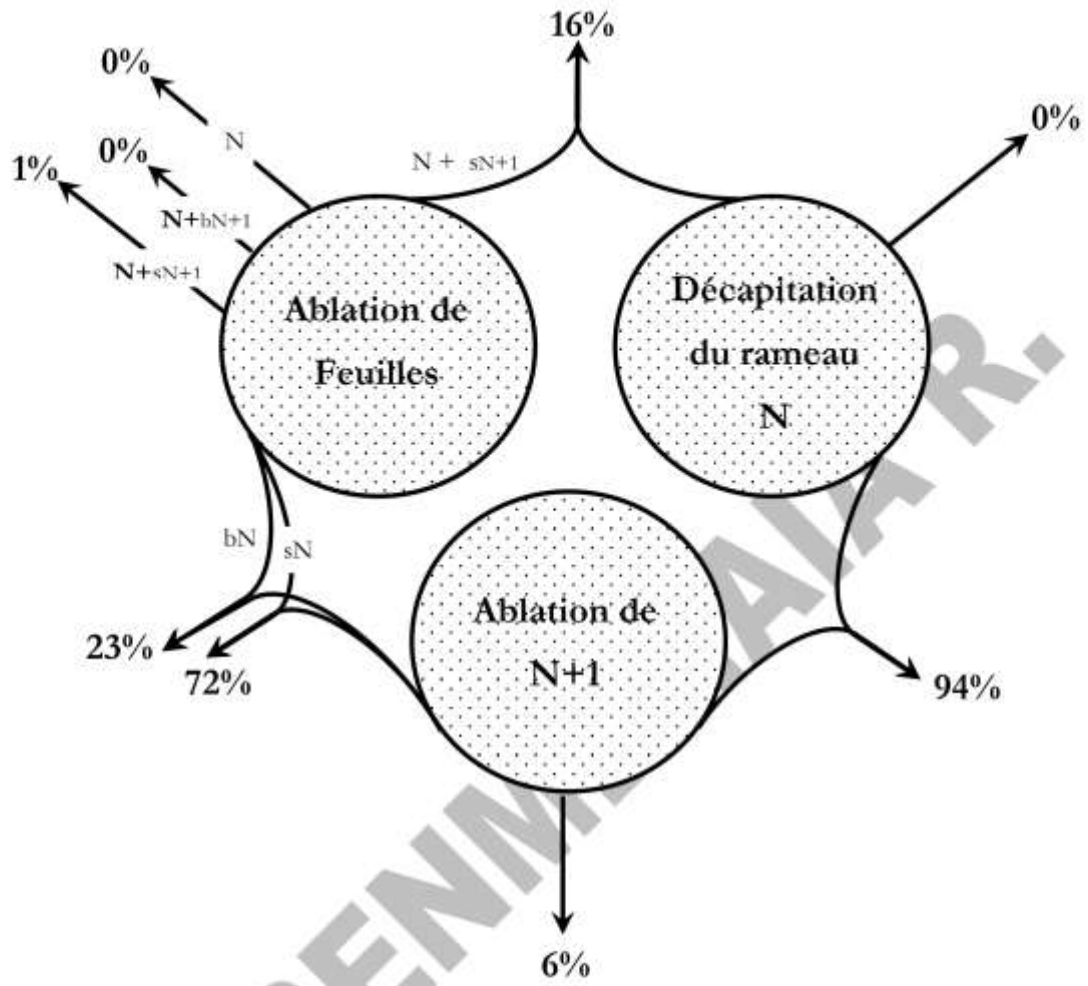 16%
0%
0%
N
N + sN+1
0%
1%
N+bN+1
N+sN+1
Ablation de
Feuilles
Décapitation
du rameau
N
bN
sN
Ablation de
N+1
23%
72%
94%
6%